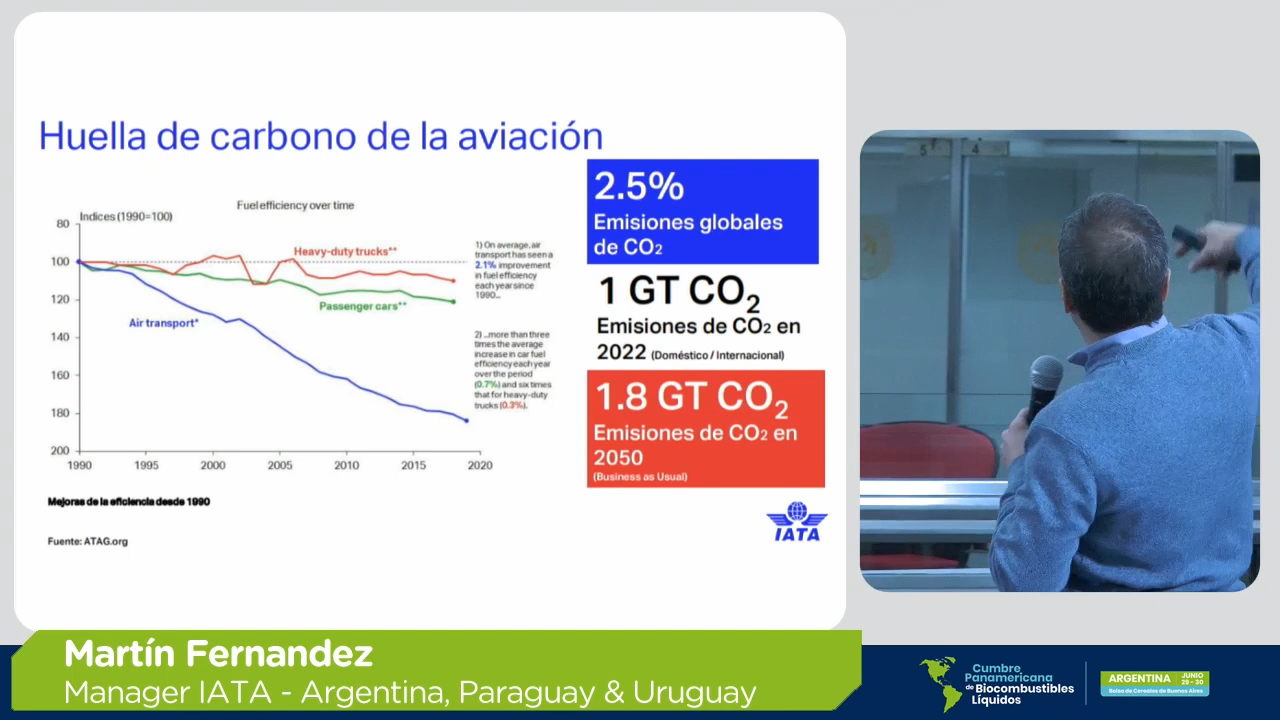 Huella de carbono de la aviación
Fuel efficiency over time
Indices (1990=100)
80
100
120
140
160
180
200
1990
1995
2000
2005
2010
2015
2020
Heavy-duty trucks**
Passenger cars**
Air transport*
1) On average, air
transport has seen a
2.1% improvement
in fuel efficiency
each year since
1990...
2) ...more than three
times the average
increase in car fuel
efficiency each year
over the period
(0.7%) and six times
that for heavy-duty
trucks (0.3%).
Mejoras de la eficiencia desde 1990
Fuente: ATAG.org
2.5%
Emisiones globales
de CO₂
1 GT CO₂
Emisiones de CO₂ en
2022 (Doméstico / Internacional)
1.8 GT CO₂
Emisiones de CO₂ en
2050
(Business as Usual)
IATA
5
4
Martín Fernandez
Manager IATA - Argentina, Paraguay & Uruguay
Cumbre
Panamericana
de Biocombustibles
Líquidos
ARGENTINA
JUNIO
29 - 30
Bolsa de Cereales de Buenos Aires